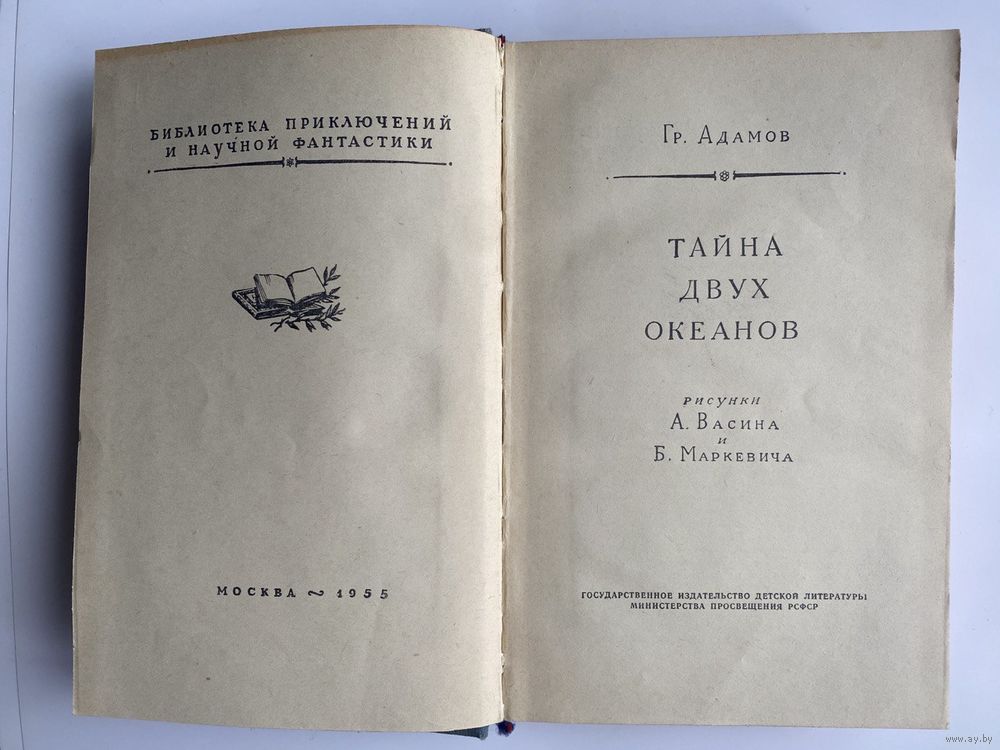 БИБЛИОТЕКА ПРИКЛЮЧЕНИЙ
И НАУЧНОЙ ФАНТАСТИКИ
МОСКВА ~ 1955
ГР. АДАМОВ
ТАЙНА
ДВУХ
ОКЕАНОВ
РИСУНКИ
А. ВАСИНА
И
Б. МАРКЕВИЧА
ГОСУДАРСТВЕННОЕ ИЗДАТЕЛЬСТВО ДЕТСКОЙ ЛИТЕРАТУРЫ
МИНИСТЕРСТВА ПРОСВЕЩЕНИЯ РСФСР
www.ay.by